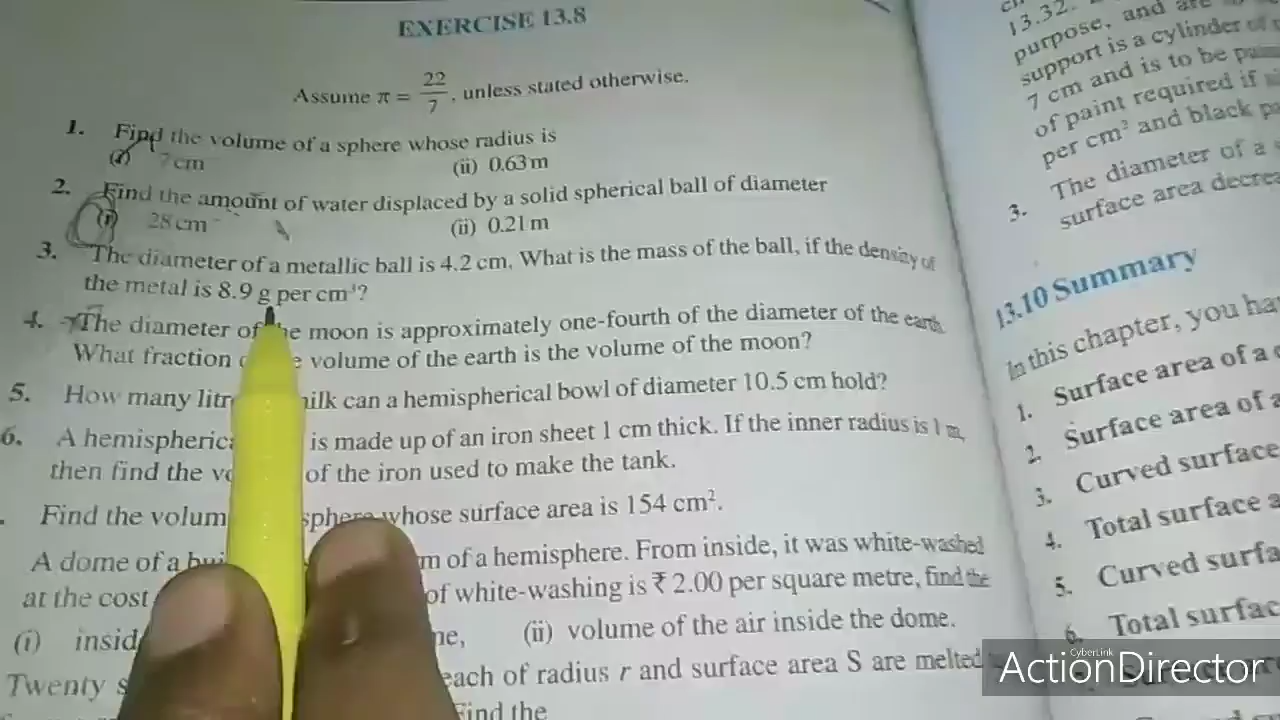 EXERCISE 13.8
Assume π = 22/7, unless stated otherwise.
1. Find the volume of a sphere whose radius is
(i) 7 cm (ii) 0.63 m
2. Find the amount of water displaced by a solid spherical ball of diameter
(i) 28 cm (ii) 0.21 m
3. The diameter of a metallic ball is 4.2 cm. What is the mass of the ball, if the density of
the metal is 8.9 g per cm³?
4. The diameter of the moon is approximately one-fourth of the diameter of the earth.
What fraction volume of the earth is the volume of the moon?
5. How many litr milk can a hemispherical bowl of diameter 10.5 cm hold?
6. A hemispherica is made up of an iron sheet 1 cm thick. If the inner radius is 1 m,
then find the vo of the iron used to make the tank.
Find the volum sphere whose surface area is 154 cm².
A dome of a bui m of a hemisphere. From inside, it was white-washed
at the cost of white-washing is ₹ 2.00 per square metre, find the
(i) insid ne, (ii) volume of the air inside the dome.
Twenty s each of radius r and surface area S are melted
Find the
13.32.
purpose, and are
support is a cylinder of
7 cm and is to be pain
of paint required if
per cm² and black pa
3. The diameter of a
surface area decrea
13.10 Summary
In this chapter, you ha
1. Surface area of a
2. Surface area of a
3. Curved surface
4. Total surface a
5. Curved surfa
6. Total surfac
CyberLink
ActionDirector